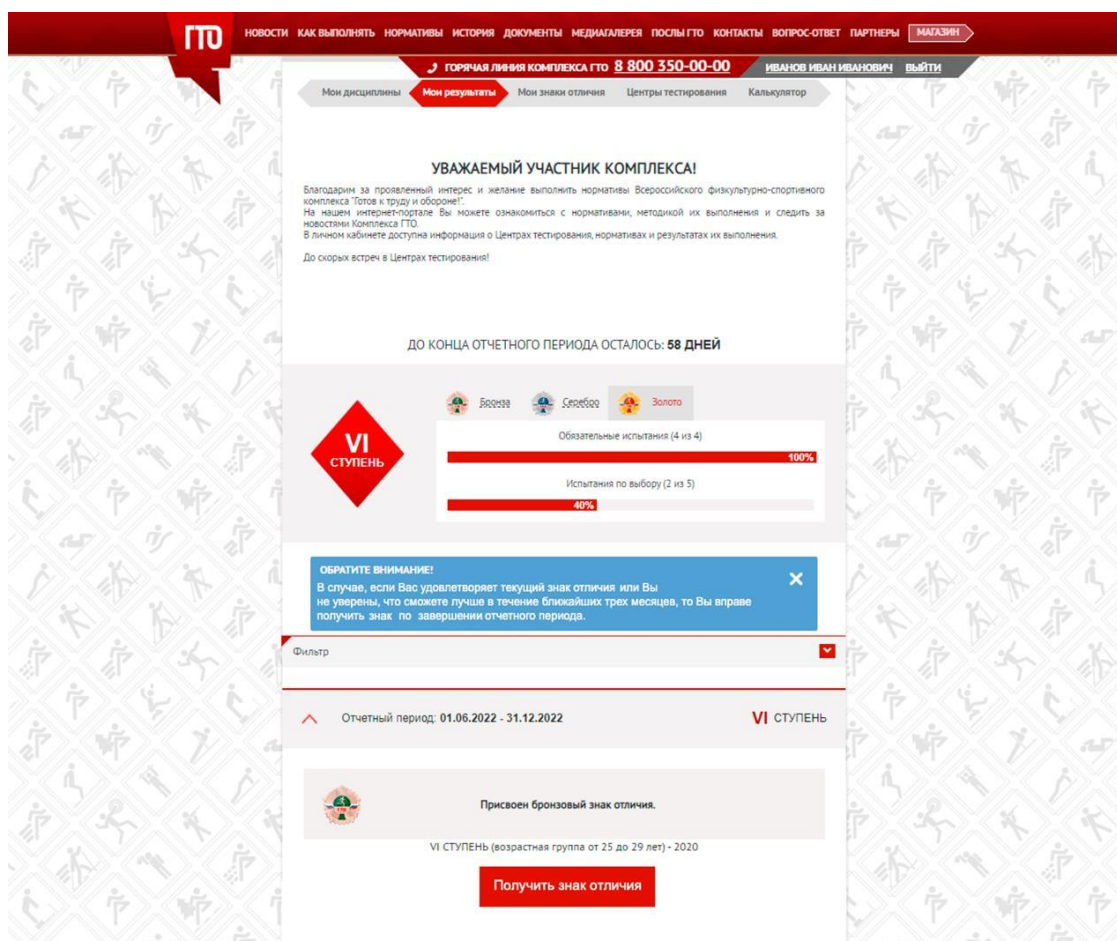 ГТО
НОВОСТИ КАК ВЫПОЛНЯТЬ НОРМАТИВЫ ИСТОРИЯ ДОКУМЕНТЫ МЕДИАГАЛЕРЕЯ ПОСЛЫ ГТО КОНТАКТЫ ВОПРОС-ОТВЕТ ПАРТНЕРЫ МАГАЗИН
ГОРЯЧАЯ ЛИНИЯ КОМПЛЕКСА ГТО 8 800 350-00-00 ИВАНОВ ИВАН ИВАНОВИЧ ВЫЙТИ
Мои дисциплины Мои результаты Мои знаки отличия Центры тестирования Калькулятор
УВАЖАЕМЫЙ УЧАСТНИК КОМПЛЕКСА!
Благодарим за проявленный интерес и желание выполнить нормативы Всероссийского физкультурно-спортивного
комплекса "Готов к труду и обороне!".
На нашем интернет-портале Вы можете ознакомиться с нормативами, методикой их выполнения и следить за
новостями Комплекса ГТО.
В личном кабинете доступна информация о Центрах тестирования, нормативах и результатах их выполнения.
До скорых встреч в Центрах тестирования!
ДО КОНЦА ОТЧЕТНОГО ПЕРИОДА ОСТАЛОСЬ: 58 ДНЕЙ
Бронза Серебро Золото
VI
СТУПЕНЬ
Обязательные испытания (4 из 4)
100%
Испытания по выбору (2 из 5)
40%
ОБРАТИТЕ ВНИМАНИЕ!
В случае, если Вас удовлетворяет текущий знак отличия или Вы
не уверены, что сможете лучше в течение ближайших трех месяцев, то Вы вправе
получить знак по завершении отчетного периода.
Фильтр
Отчетный период: 01.06.2022 - 31.12.2022 VI СТУПЕНЬ
Присвоен бронзовый знак отличия.
VI СТУПЕНЬ (возрастная группа от 25 до 29 лет) - 2020
Получить знак отличия